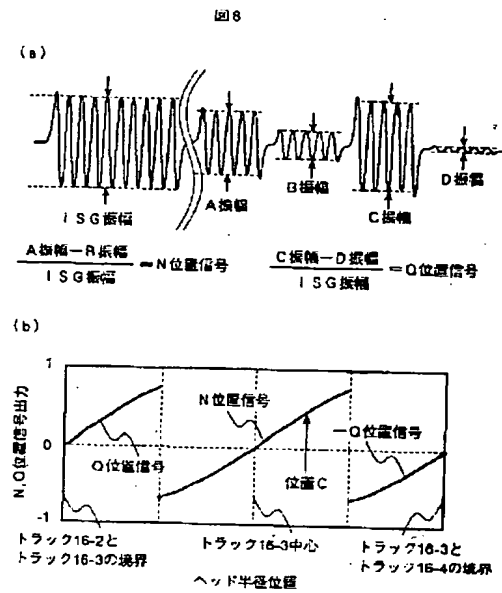 図8
(a)
ISG振幅
A振幅
B振幅
C振幅
D振幅
A振幅－B振幅
ISG振幅
＝N位置信号
C振幅－D振幅
ISG振幅
＝Q位置信号
(b)
N,Q位置信号出力
1
0
-1
Q位置信号
N位置信号
位置C
－Q位置信号
トラック16-2と
トラック16-3の境界
トラック16-3中心
トラック16-3と
トラック16-4の境界
ヘッド半径位置